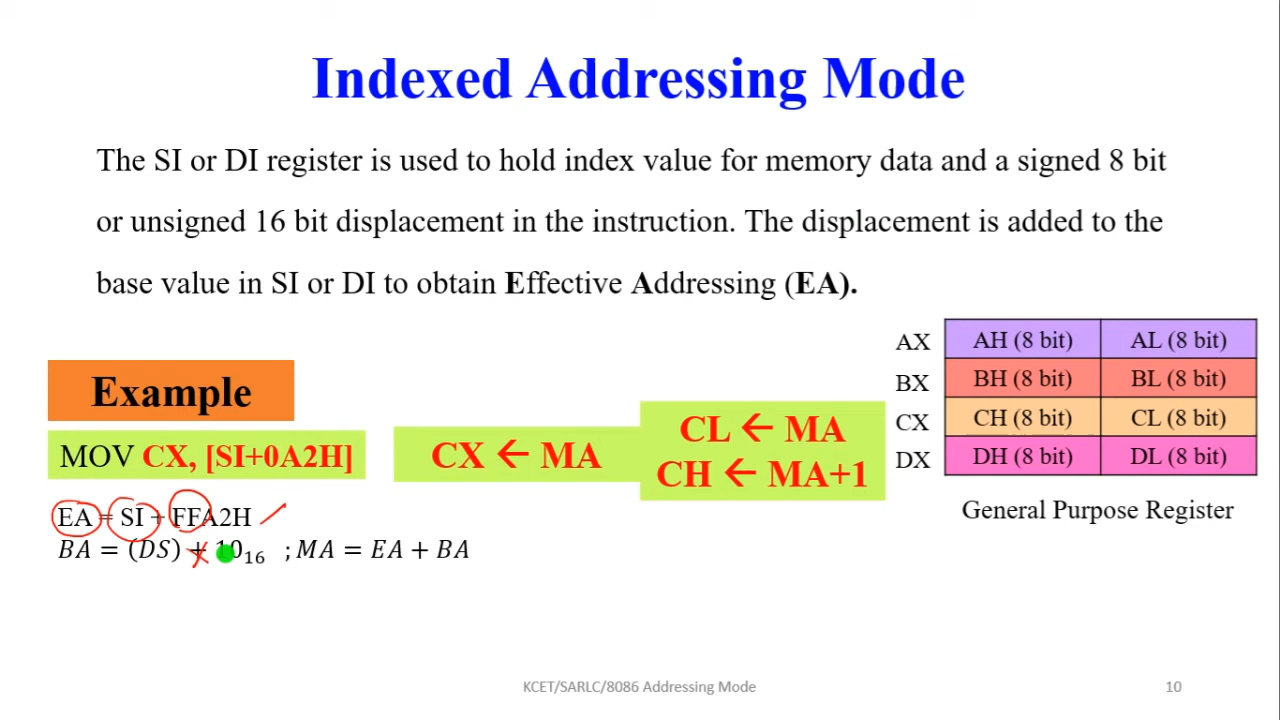 Indexed Addressing Mode
The SI or DI register is used to hold index value for memory data and a signed 8 bit
or unsigned 16 bit displacement in the instruction. The displacement is added to the
base value in SI or DI to obtain Effective Addressing (EA).
Example
MOV CX, [SI+0A2H]
CX ← MA
CL ← MA
CH ← MA+1
AX AH (8 bit) AL (8 bit)
BX BH (8 bit) BL (8 bit)
CX CH (8 bit) CL (8 bit)
DX DH (8 bit) DL (8 bit)
General Purpose Register
EA = SI + FFA2H
BA = (DS) + 10₁₆ ; MA = EA + BA
KCET/SARLC/8086 Addressing Mode
10